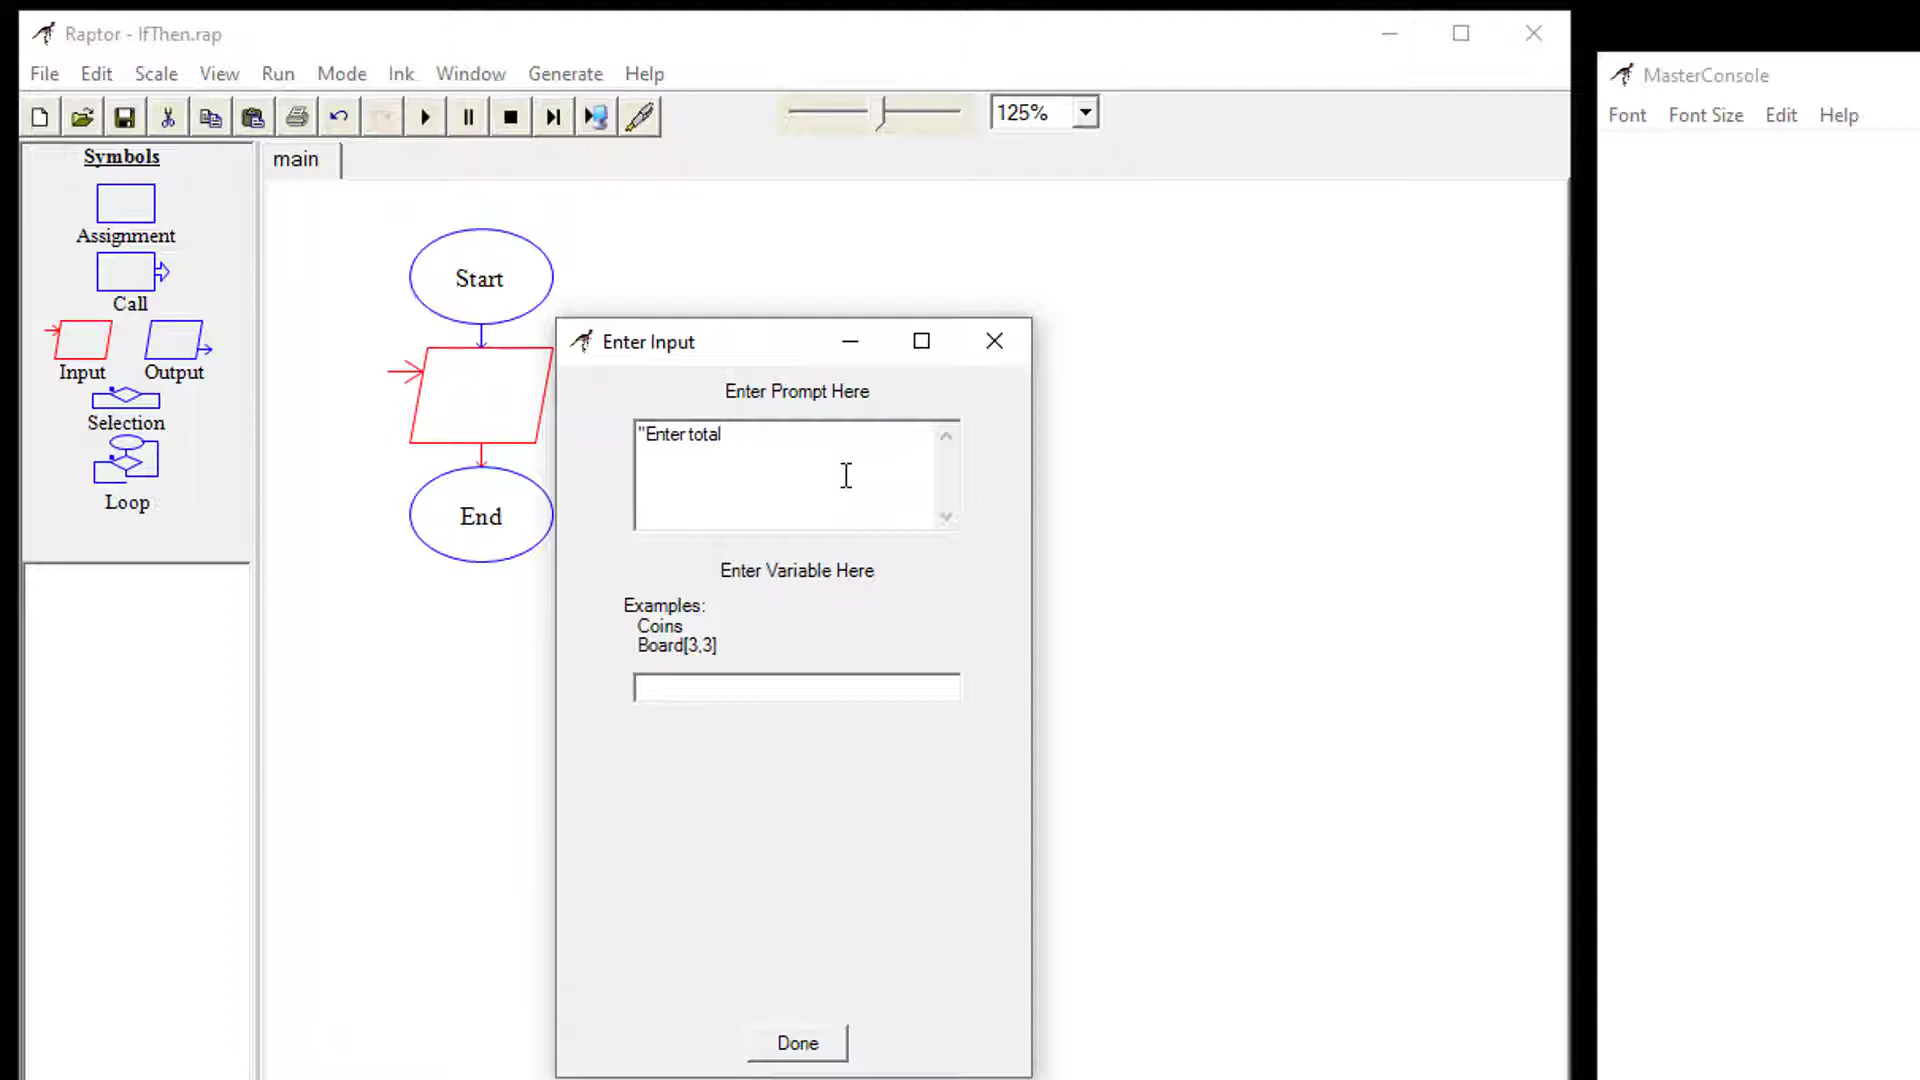 Raptor - IfThen.rap
File Edit Scale View Run Mode Ink Window Generate Help
125%
Symbols
Assignment
Call
Input Output
Selection
Loop
main
Start
End
Enter Input
Enter Prompt Here
"Enter total
Enter Variable Here
Examples:
Coins
Board[3,3]
Done
MasterConsole
Font Font Size Edit Help